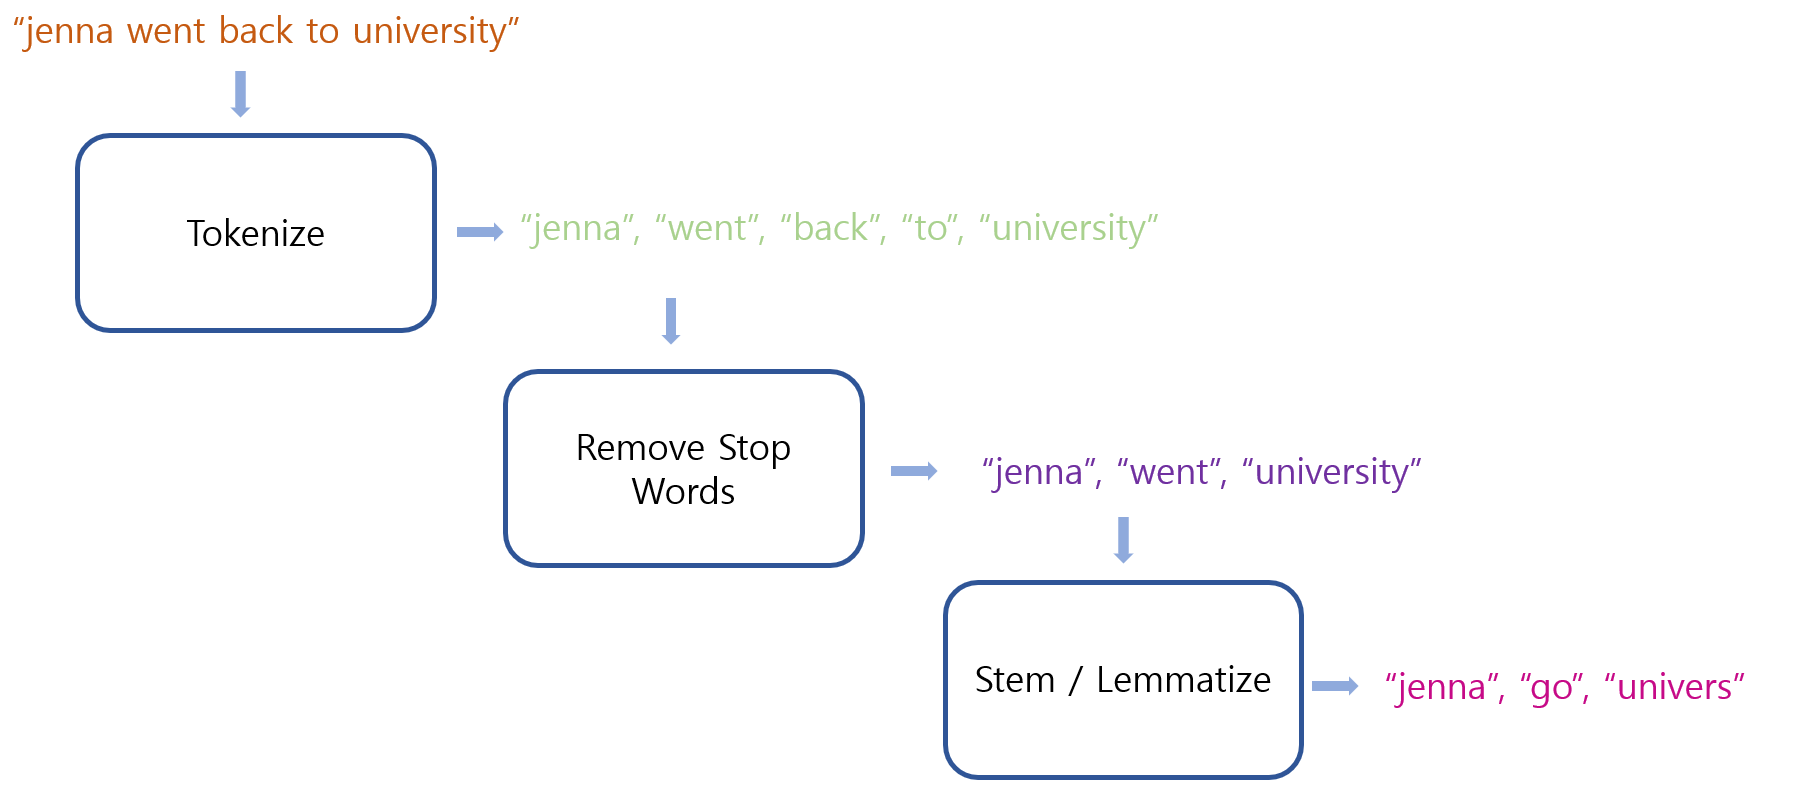 “jenna went back to university”
Tokenize
“jenna”, “went”, “back”, “to”, “university”
Remove Stop
Words
“jenna”, “went”, “university”
Stem / Lemmatize
“jenna”, “go”, “univers”